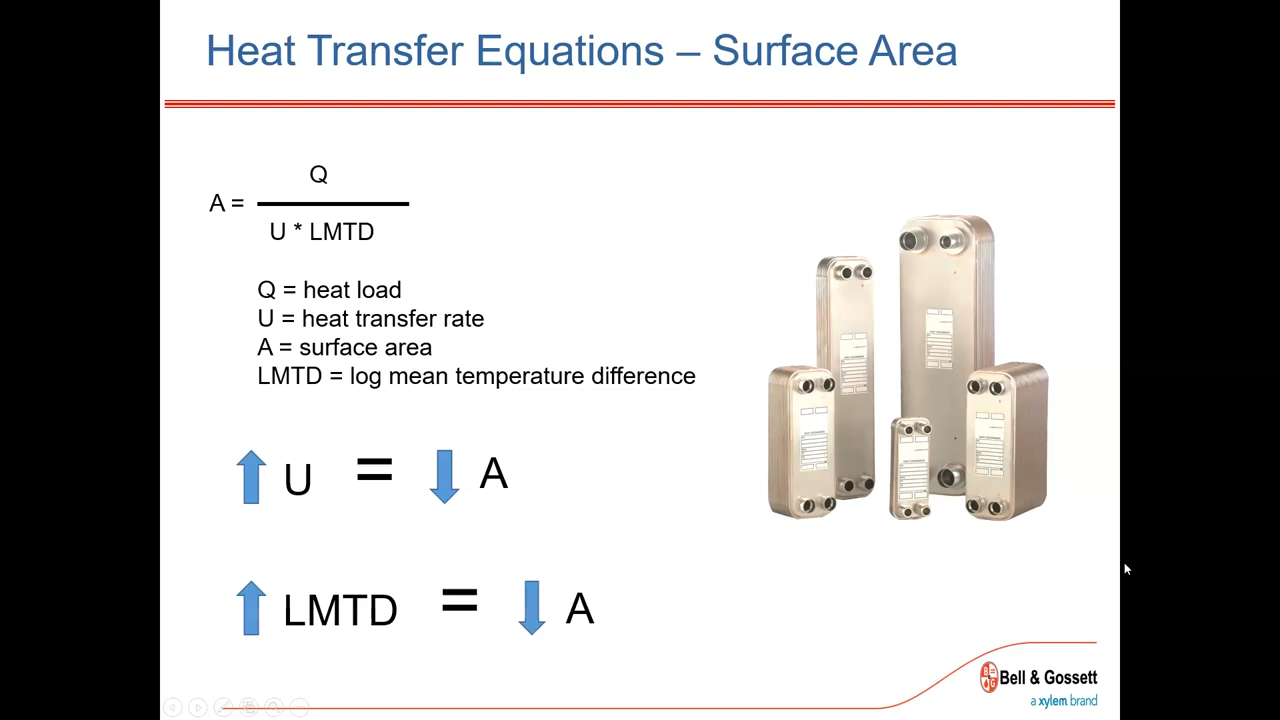 Heat Transfer Equations – Surface Area
Q
A =
U * LMTD
Q = heat load
U = heat transfer rate
A = surface area
LMTD = log mean temperature difference
U = A
LMTD = A
Bell & Gossett
a xylem brand